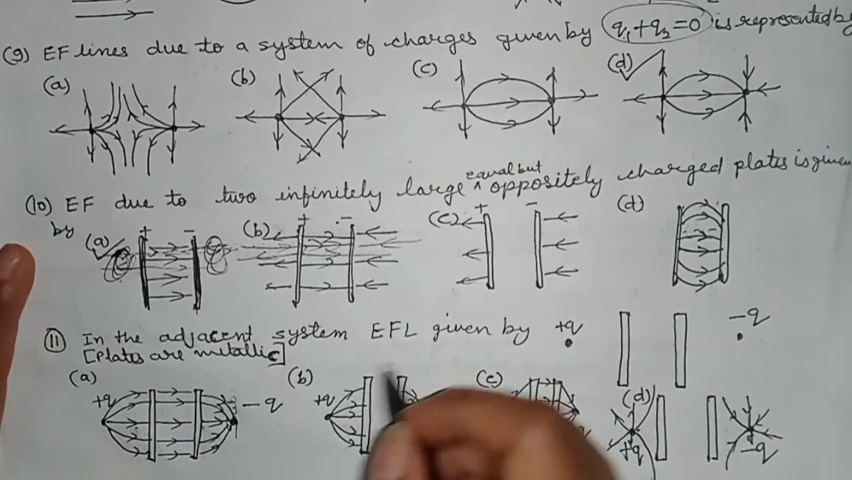 (9) EF lines due to a system of charges given by q₁+q₂=0 is represented by
(a) (b) (c) (d)
(10) EF due to two infinitely large equal but oppositely charged plates is given
by (a) + - (b) + - (c) + - (d)
(11) In the adjacent system EFL given by +q -q
[Plates are metallic]
(a) (b) (c) (d)
+q -q +q +q -q